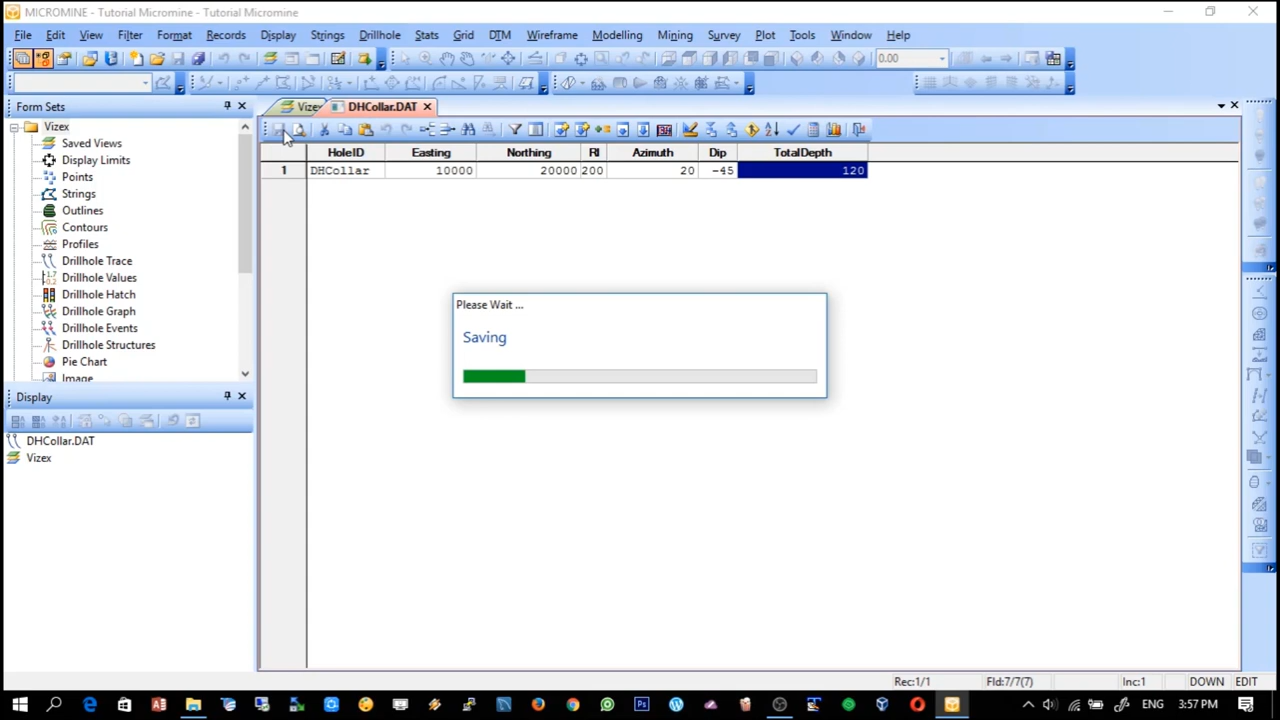 MICROMINE - Tutorial Micromine - Tutorial Micromine
File Edit View Filter Format Records Display Drillhole Strings Stats Grid DTM Wireframe Modelling Mining Survey Plot Tools Window Help
0.00
Form Sets
Vizex
DHCollar.DAT
Vizex
Saved Views
Display Limits
Points
Strings
Outlines
Contours
Profiles
Drillhole Trace
Drillhole Values
Drillhole Hatch
Drillhole Graph
Drillhole Events
Drillhole Structures
Pie Chart
Image
HoleID Easting Northing Rl Azimuth Dip TotalDepth
1 DHCollar 10000 20000 200 20 -45 120
Please Wait ...
Saving
Display
DHCollar.DAT
Vizex
Rec:1/1 Fld:7/7(7) Inc:1 DOWN EDIT
ENG 3:57 PM